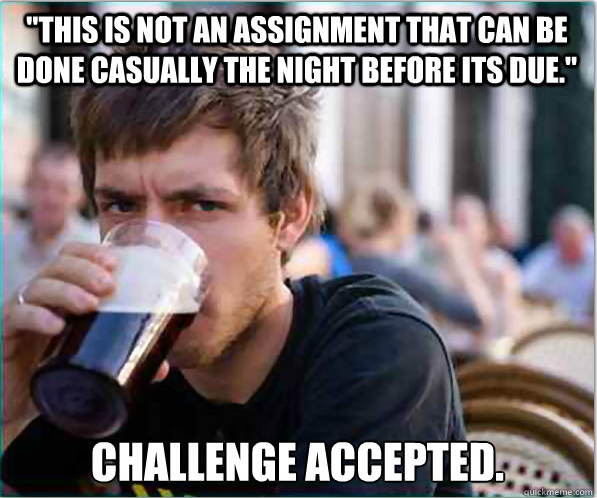 "THIS IS NOT AN ASSIGNMENT THAT CAN BE
DONE CASUALLY THE NIGHT BEFORE ITS DUE."
CHALLENGE ACCEPTED.
quickmeme.com